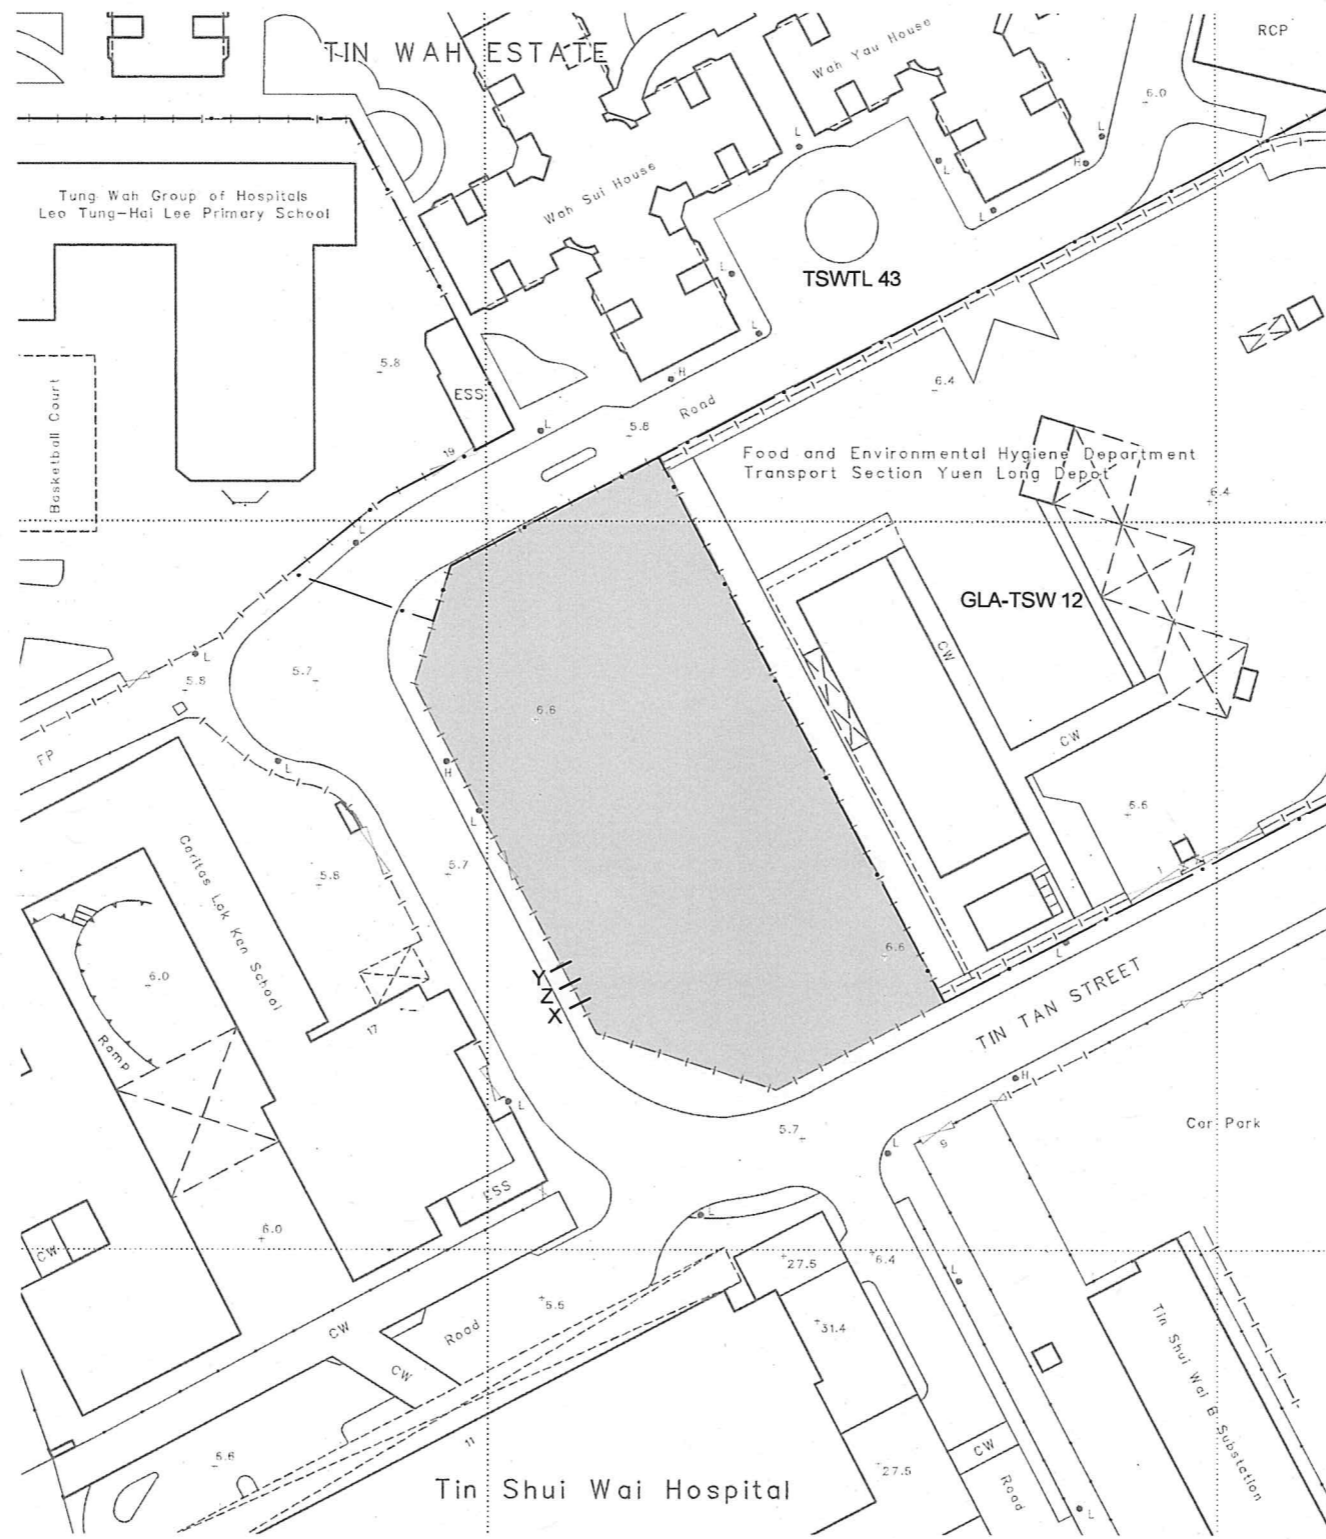 TIN WAH ESTATE
Wah Yau House
RCP
6.0
Tung Wah Group of Hospitals
Leo Tung-Hai Lee Primary School
Wah Sui House
L
L
H
L
L
L
TSWTL 43
L
5.8
ESS
H
L
Road
5.8
6.4
Basketball Court
19
Food and Environmental Hygiene Department
Transport Section Yuen Long Depot
6.4
L
GLA-TSW 12
CW
L
5.8
5.7
6.6
FP
CW
L
H
L
6.6
Caritas Lok Kan School
5.8
5.7
1
6.0
6.6
L
Y
Z
X
Ramp
17
TIN TAN STREET
H
L
5.7
L
9
Car Park
ESS
L
CW
6.0
27.5
6.4
L
5.5
31.4
CW
Road
CW
Tin Shui Wai B Substation
11
5.6
27.5
CW
Road
L
Tin Shui Wai Hospital